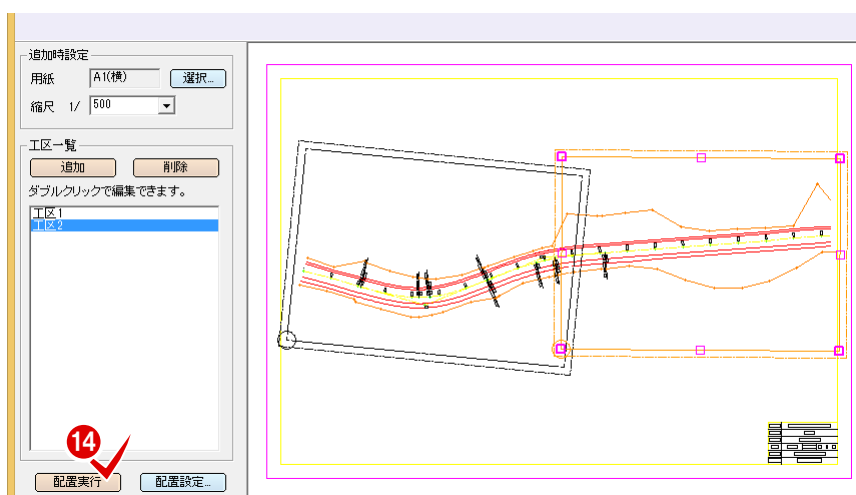 追加時設定
用紙 A1(横) 選択...
縮尺 1/ 500
工区一覧
追加 削除
ダブルクリックで編集できます。
工区1
工区2
14
配置実行 配置設定...